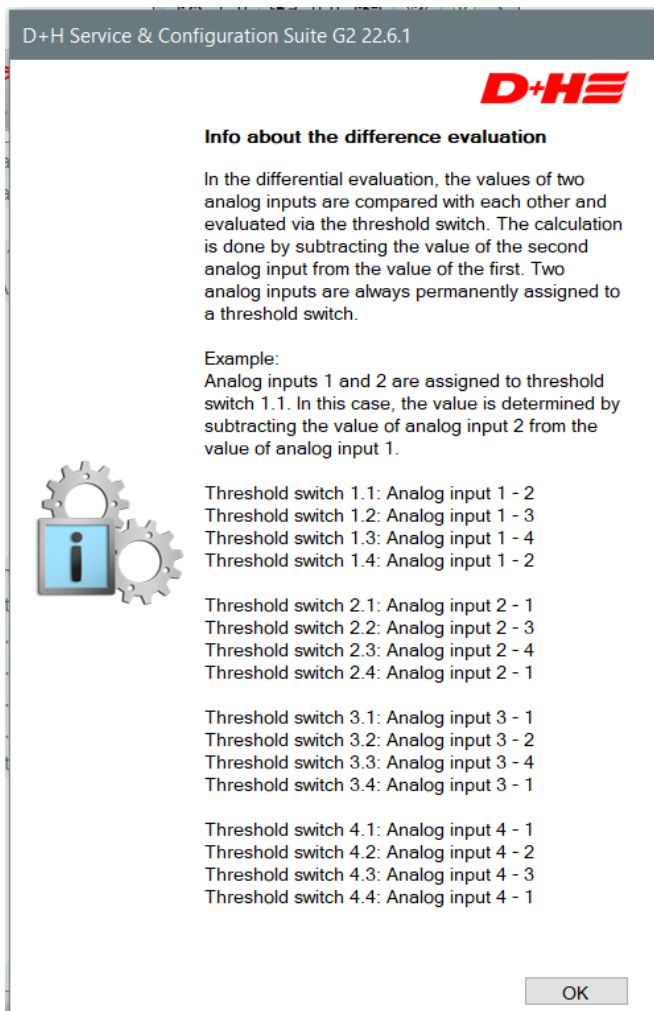 D+H Service & Configuration Suite G2 22.6.1
D+H
Info about the difference evaluation
In the differential evaluation, the values of two
analog inputs are compared with each other and
evaluated via the threshold switch. The calculation
is done by subtracting the value of the second
analog input from the value of the first. Two
analog inputs are always permanently assigned to
a threshold switch.
Example:
Analog inputs 1 and 2 are assigned to threshold
switch 1.1. In this case, the value is determined by
subtracting the value of analog input 2 from the
value of analog input 1.
Threshold switch 1.1: Analog input 1 - 2
Threshold switch 1.2: Analog input 1 - 3
Threshold switch 1.3: Analog input 1 - 4
Threshold switch 1.4: Analog input 1 - 2
Threshold switch 2.1: Analog input 2 - 1
Threshold switch 2.2: Analog input 2 - 3
Threshold switch 2.3: Analog input 2 - 4
Threshold switch 2.4: Analog input 2 - 1
Threshold switch 3.1: Analog input 3 - 1
Threshold switch 3.2: Analog input 3 - 2
Threshold switch 3.3: Analog input 3 - 4
Threshold switch 3.4: Analog input 3 - 1
Threshold switch 4.1: Analog input 4 - 1
Threshold switch 4.2: Analog input 4 - 2
Threshold switch 4.3: Analog input 4 - 3
Threshold switch 4.4: Analog input 4 - 1
i
OK